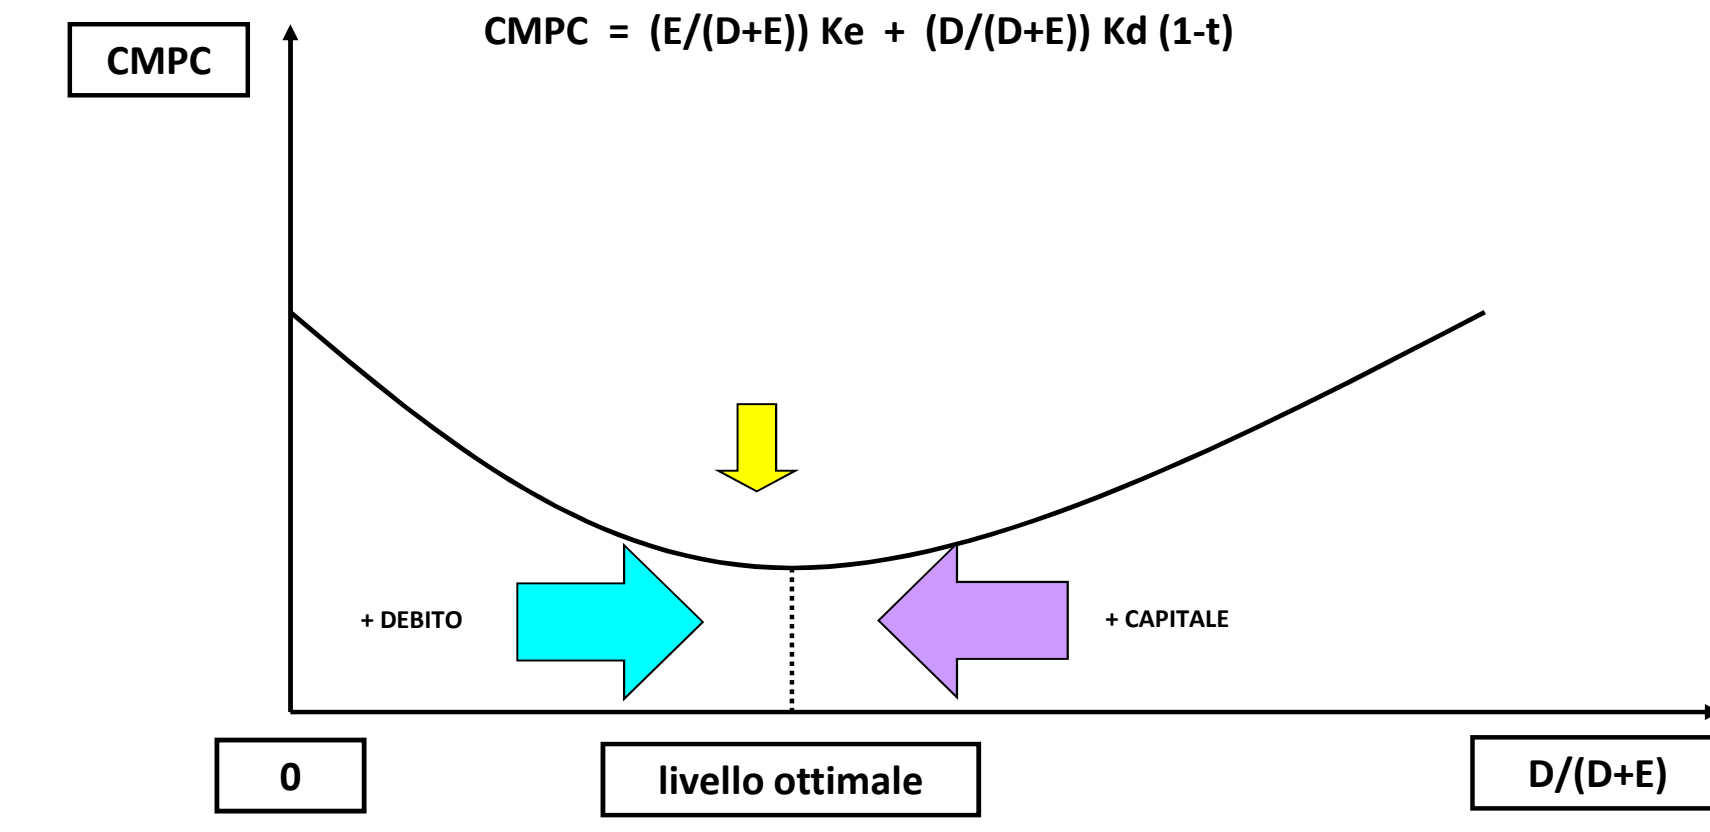 CMPC = (E/(D+E)) Ke + (D/(D+E)) Kd (1-t)
CMPC
+ DEBITO
+ CAPITALE
0
livello ottimale
D/(D+E)